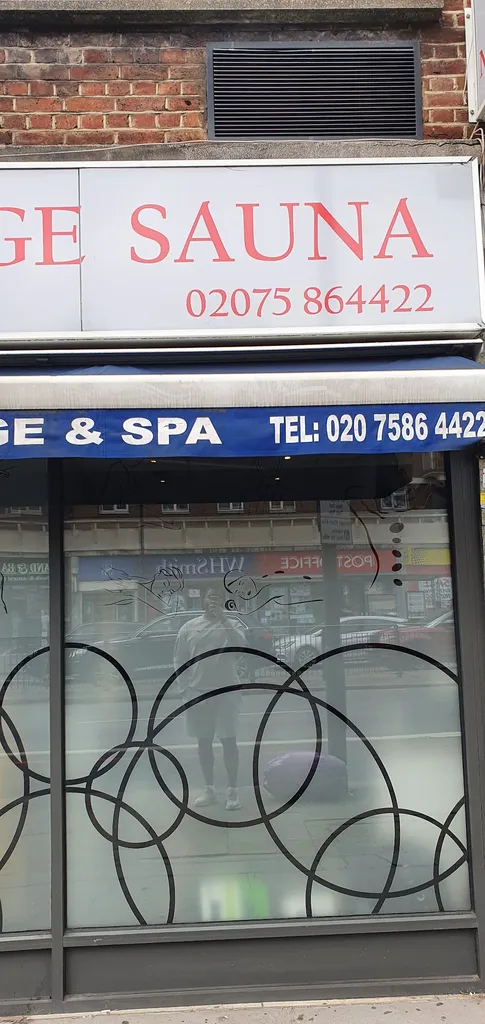 GE SAUNA
02075 864422
GE & SPA TEL: 020 7586 4422
WHSmith POST OFFICE